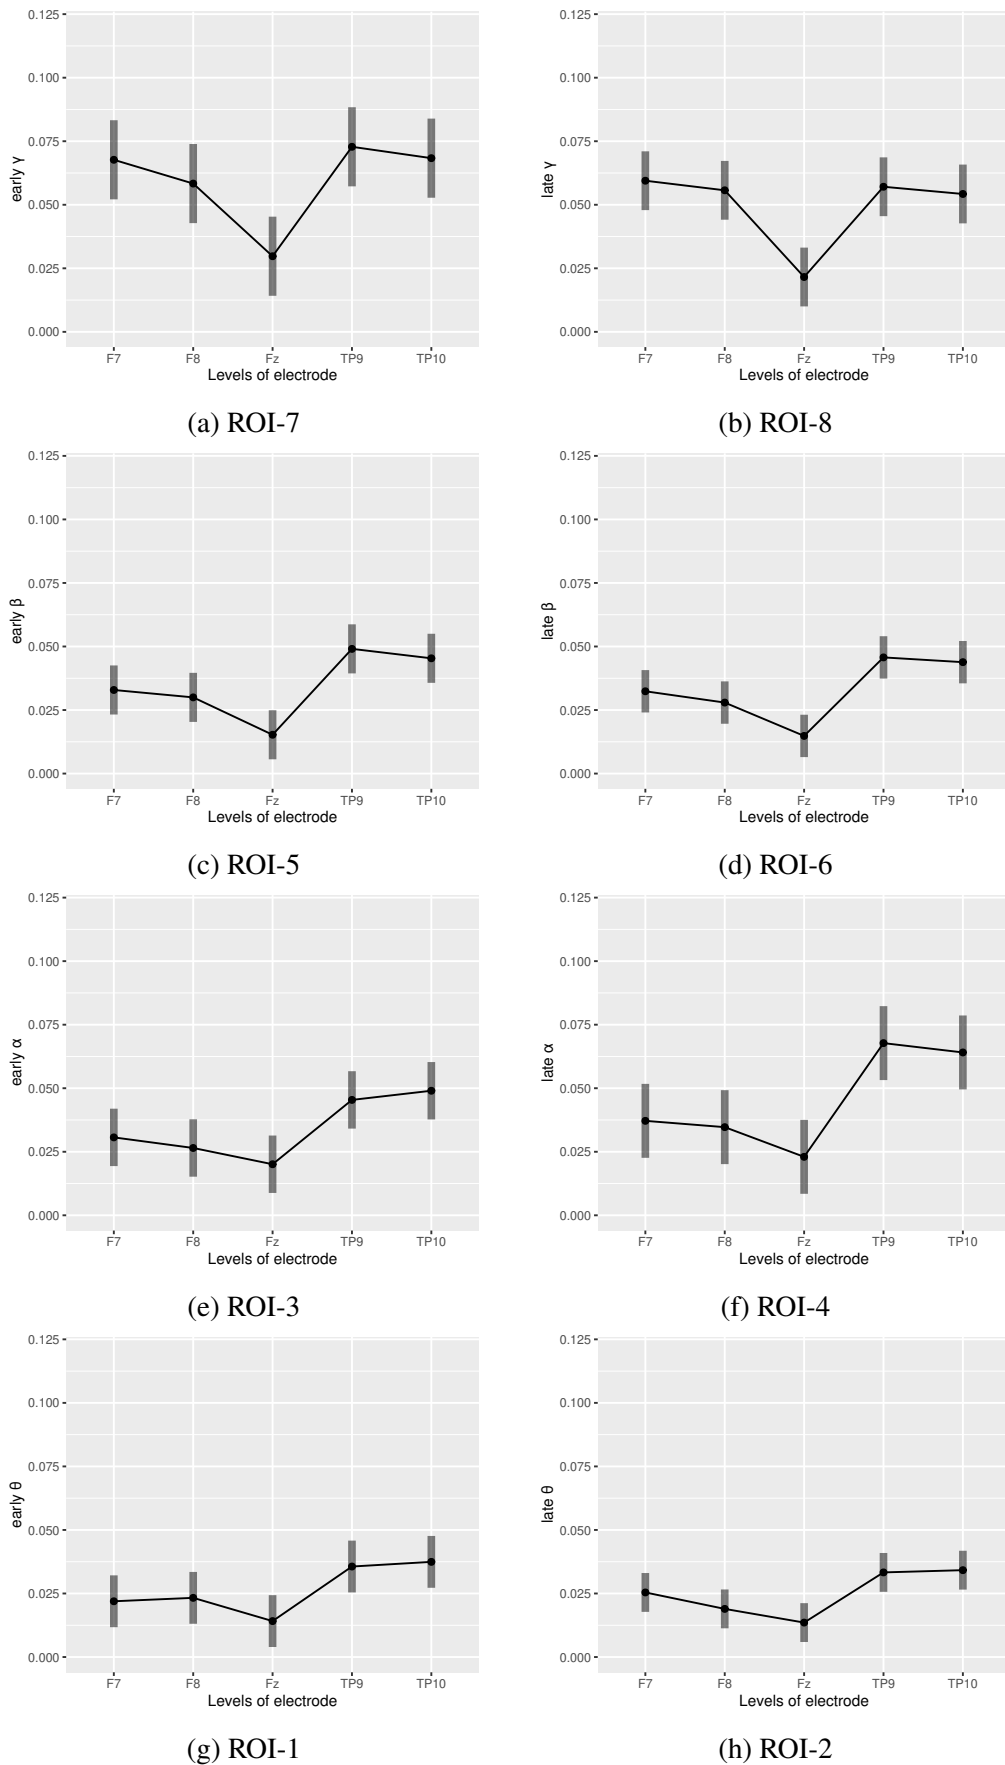 0.125
0.100
0.075
0.050
0.025
0.000
early γ
F7 F8 Fz TP9 TP10
Levels of electrode
(a) ROI-7
0.125
0.100
0.075
0.050
0.025
0.000
late γ
F7 F8 Fz TP9 TP10
Levels of electrode
(b) ROI-8
0.125
0.100
0.075
0.050
0.025
0.000
early β
F7 F8 Fz TP9 TP10
Levels of electrode
(c) ROI-5
0.125
0.100
0.075
0.050
0.025
0.000
late β
F7 F8 Fz TP9 TP10
Levels of electrode
(d) ROI-6
0.125
0.100
0.075
0.050
0.025
0.000
early α
F7 F8 Fz TP9 TP10
Levels of electrode
(e) ROI-3
0.125
0.100
0.075
0.050
0.025
0.000
late α
F7 F8 Fz TP9 TP10
Levels of electrode
(f) ROI-4
0.125
0.100
0.075
0.050
0.025
0.000
early θ
F7 F8 Fz TP9 TP10
Levels of electrode
(g) ROI-1
0.125
0.100
0.075
0.050
0.025
0.000
late θ
F7 F8 Fz TP9 TP10
Levels of electrode
(h) ROI-2